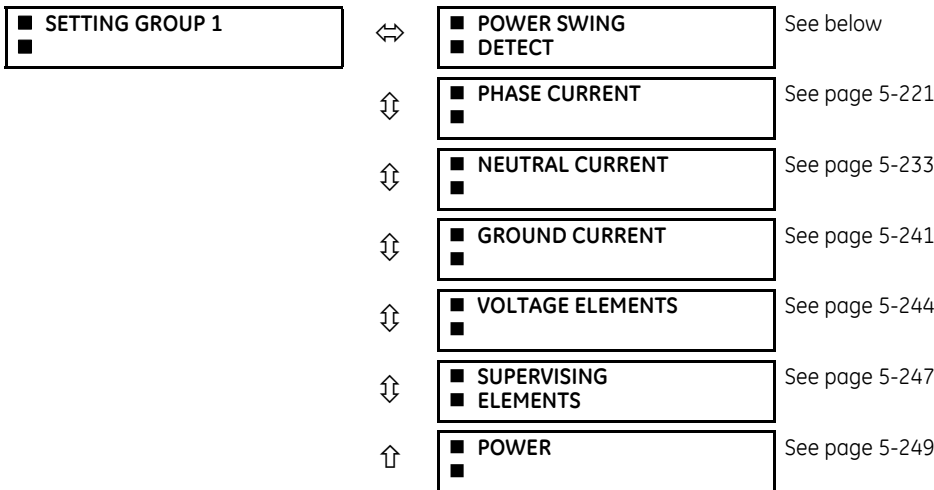 ■ SETTING GROUP 1
■
■ POWER SWING
■ DETECT
See below
■ PHASE CURRENT
■
See page 5-221
■ NEUTRAL CURRENT
■
See page 5-233
■ GROUND CURRENT
■
See page 5-241
■ VOLTAGE ELEMENTS
■
See page 5-244
■ SUPERVISING
■ ELEMENTS
See page 5-247
■ POWER
■
See page 5-249